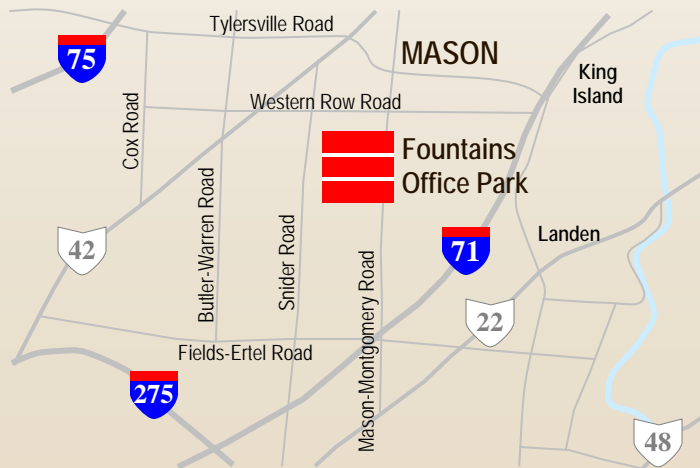 Tylersville Road
75
MASON
King
Island
Western Row Road
Cox Road
Fountains
Office Park
Butler-Warren Road
Snider Road
42
71
Landen
Mason-Montgomery Road
22
Fields-Ertel Road
275
48